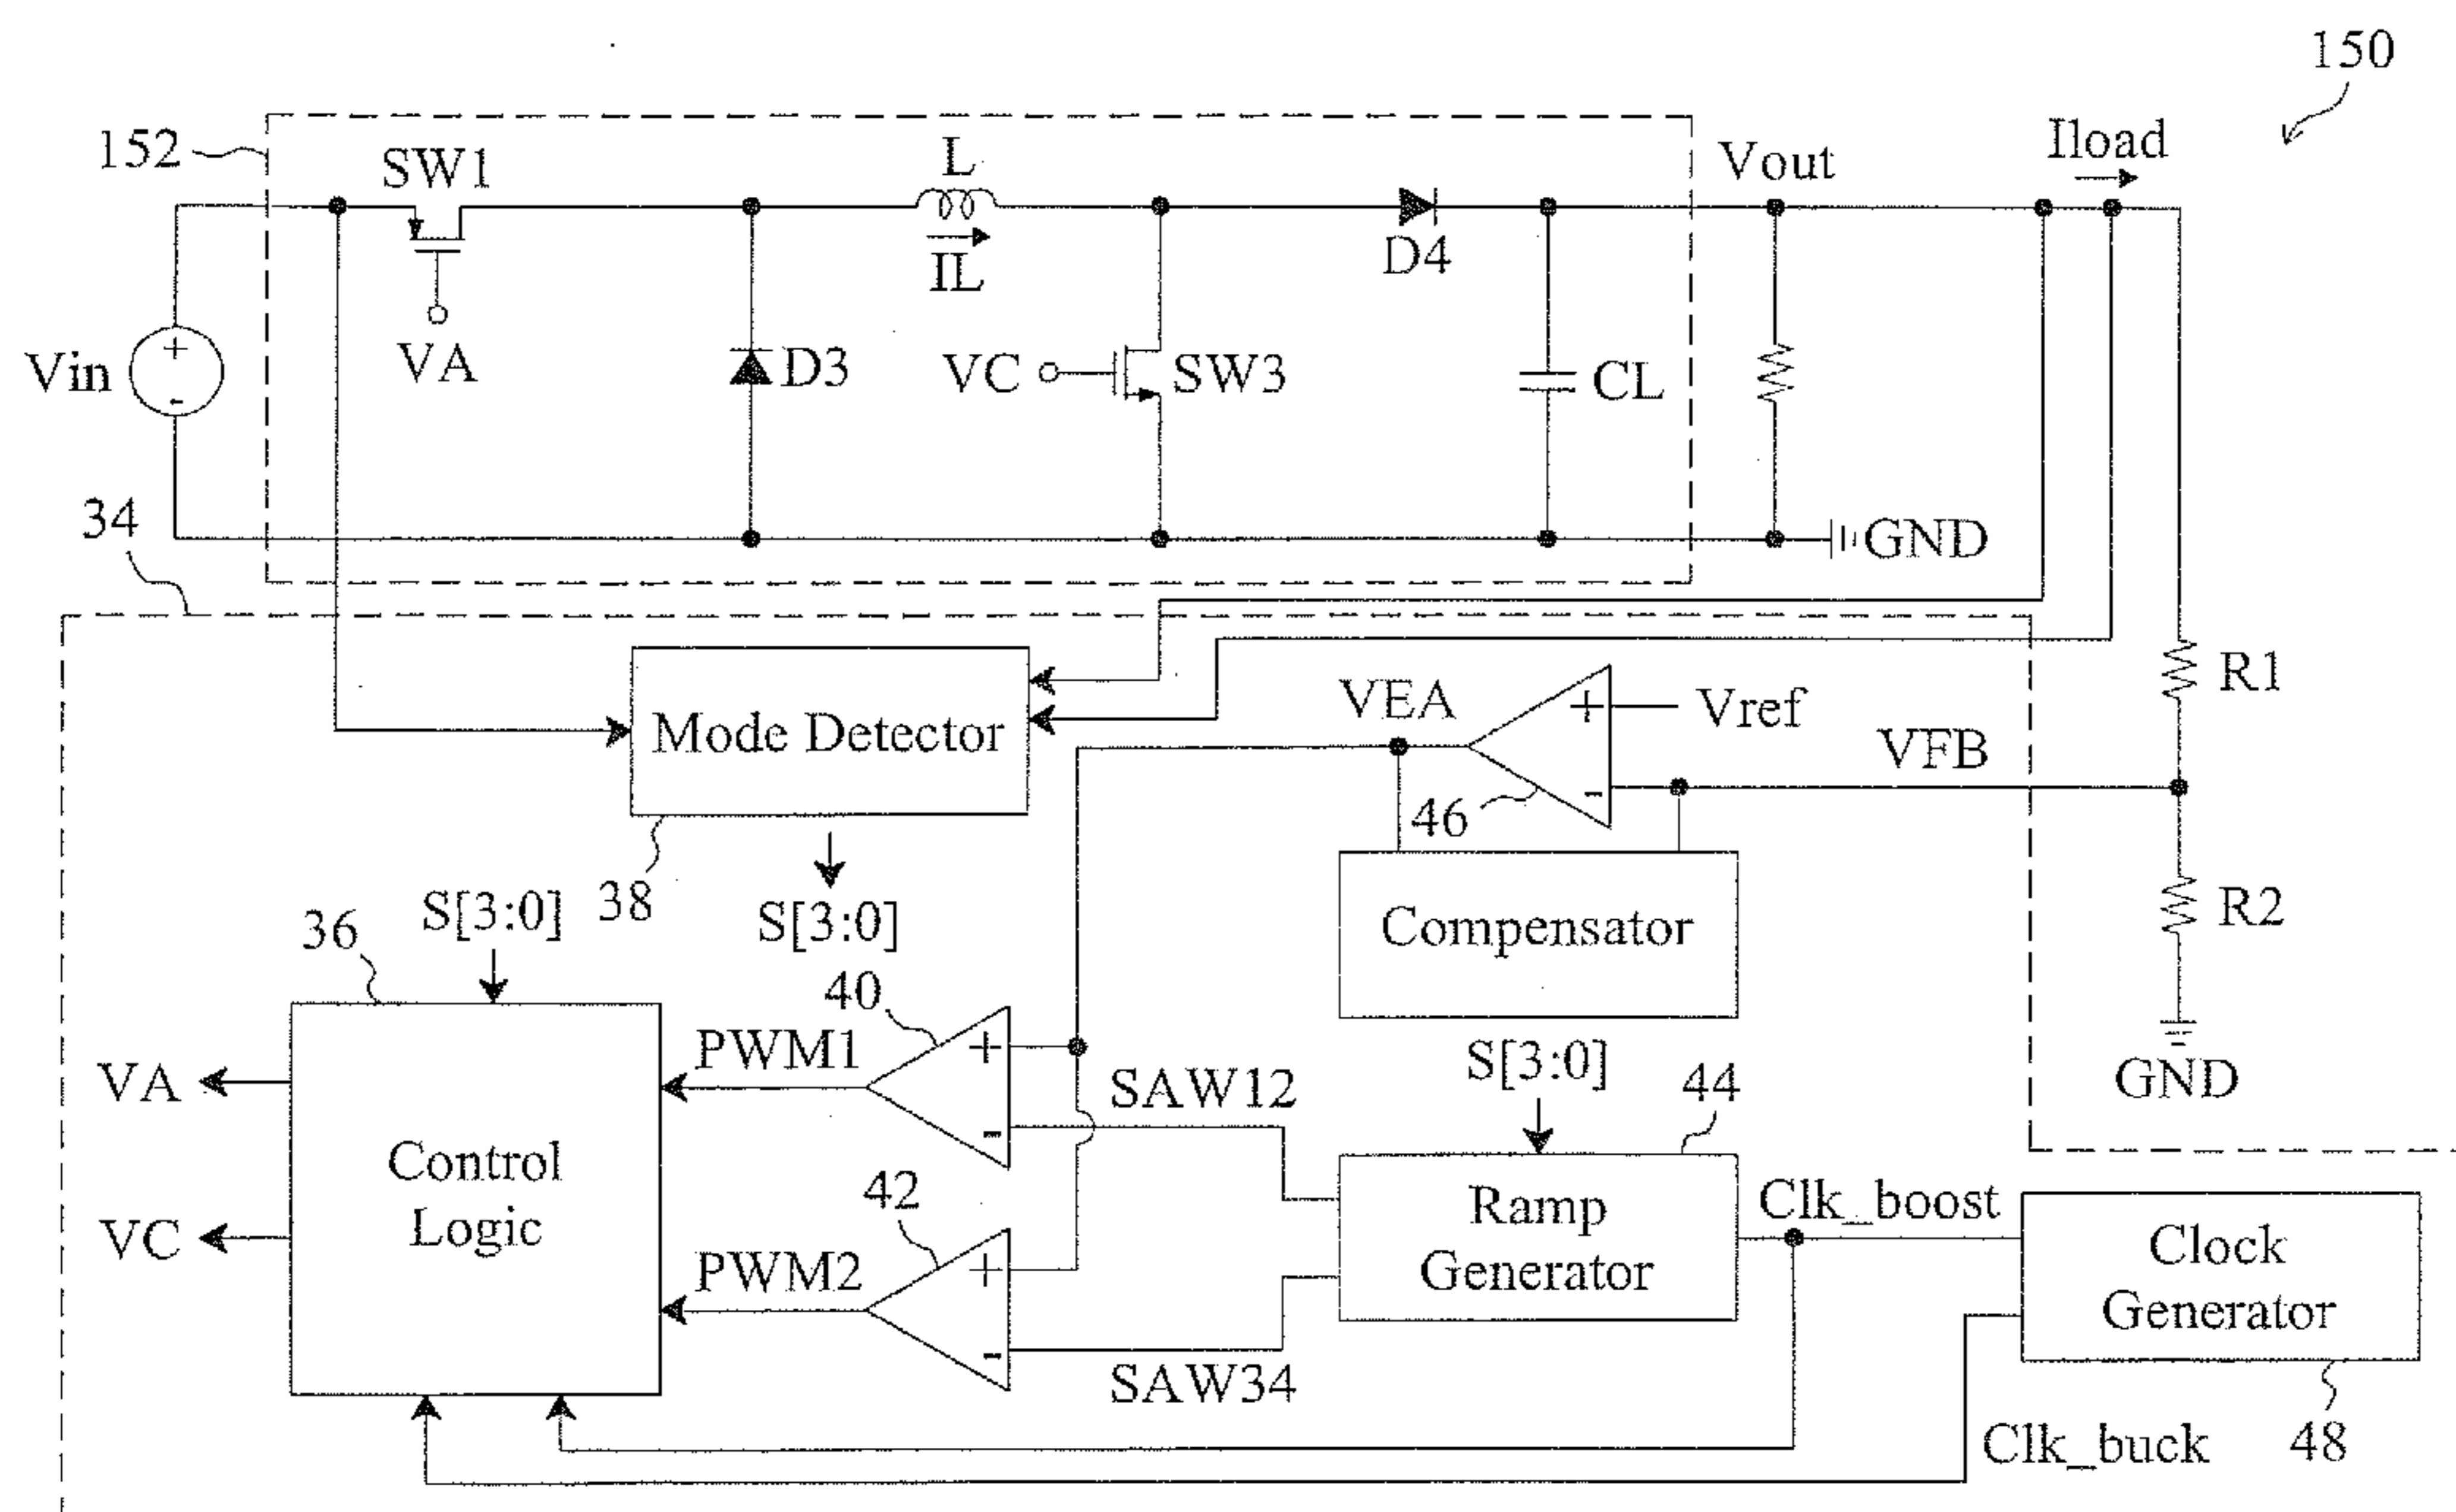 150
152
SW1
L
Vout
Iload
IL
D4
VA
Vin
+
-
D3
VC
SW3
CL
GND
34
Mode Detector
VEA
+
Vref
VFB
-
R1
46
38
S[3:0]
Compensator
R2
36
S[3:0]
40
PWM1
+
-
SAW12
S[3:0]
44
GND
VA
Control
Logic
VC
42
PWM2
+
-
SAW34
Ramp
Generator
Clk_boost
Clock
Generator
Clk_buck
48